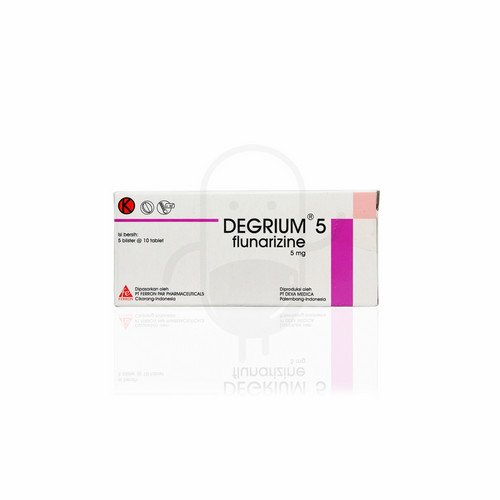 K
DEGRIUM® 5
flunarizine
5 mg
Isi bersih:
5 blister @ 10 tablet
Dipasarkan oleh
PT FERRON PAR PHARMACEUTICALS
Cikarang-Indonesia
FERRON
Diproduksi oleh
PT DEXA MEDICA
Palembang-Indonesia